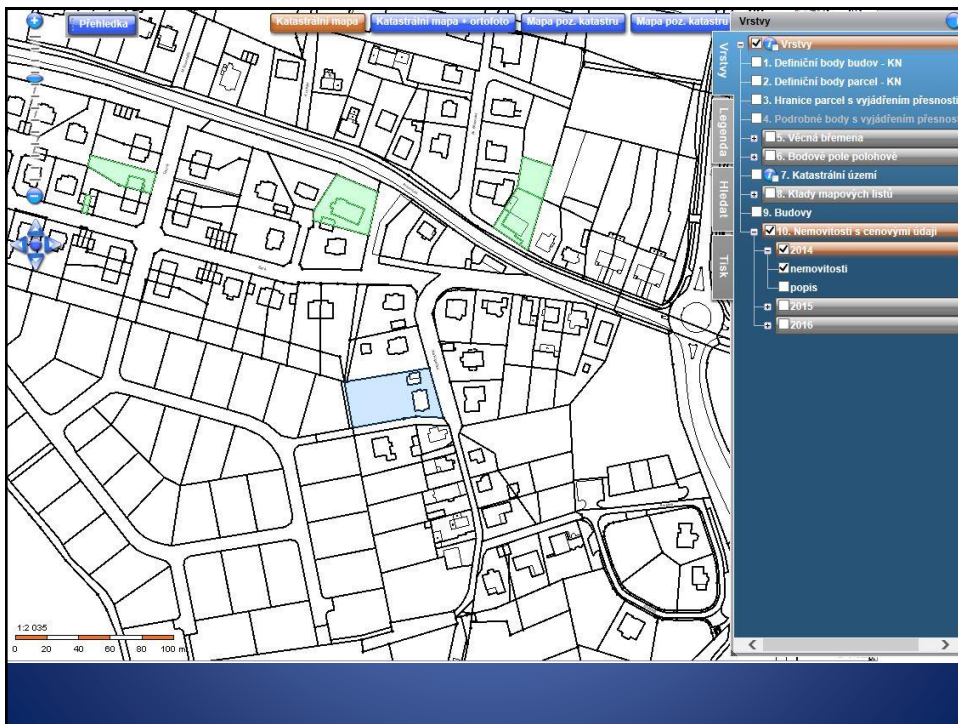 Přehledka
Katastrální mapa
Katastrální mapa + ortofoto
Mapa poz. katastru
Mapa poz. katastru
Vrstvy
Vrstvy
Legenda
Hledat
Tisk
Vrstvy
1. Definiční body budov - KN
2. Definiční body parcel - KN
3. Hranice parcel s vyjádřením přesnosti
4. Podrobné body s vyjádřením přesnost
5. Věcná břemena
6. Bodové pole polohové
7. Katastrální území
8. Klady mapových listů
9. Budovy
10. Nemovitosti s cenovými údaji
2014
nemovitosti
popis
2015
2016
1:2 035
0 20 40 60 80 100 m